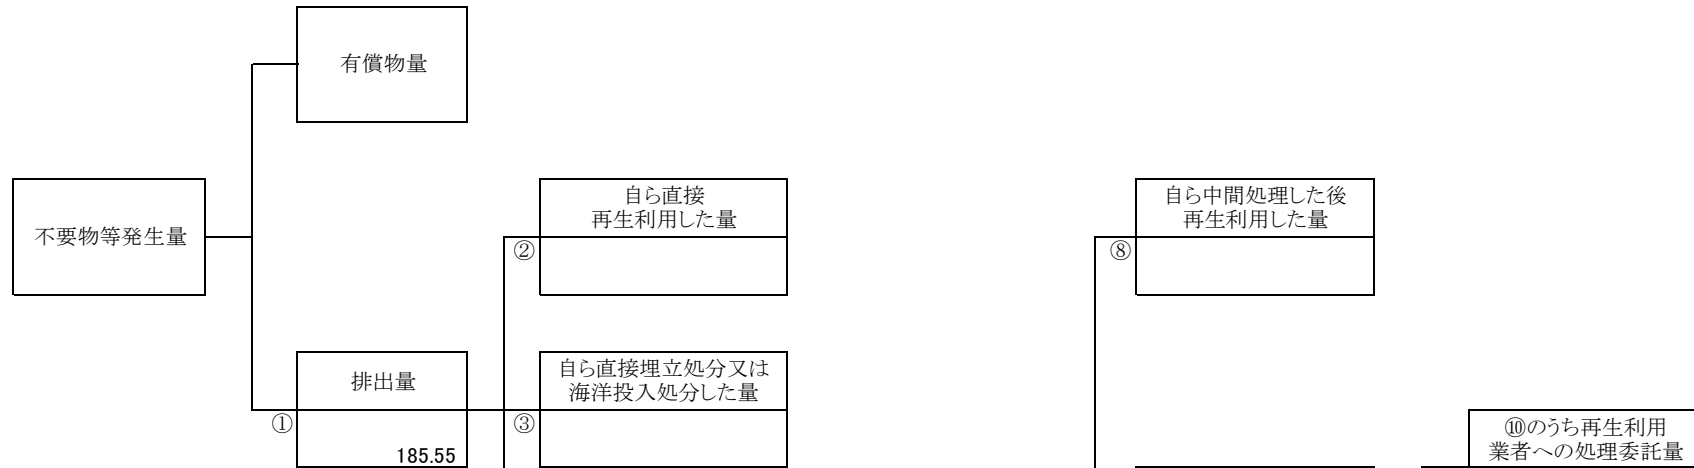 有償物量
不要物等発生量
自ら直接
再生利用した量
②
自ら中間処理した後
再生利用した量
⑧
排出量
①
185.55
自ら直接埋立処分又は
海洋投入処分した量
③
⑩のうち再生利用
業者への処理委託量